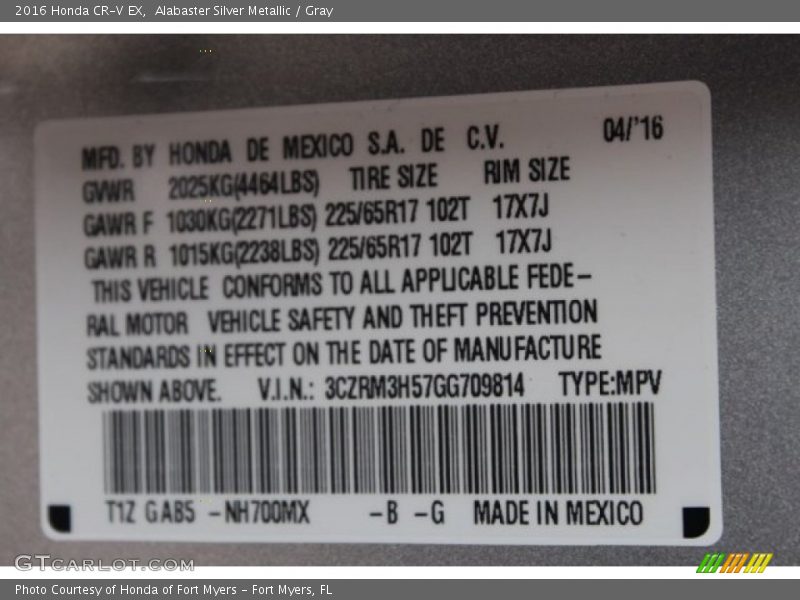 2016 Honda CR-V EX,  Alabaster Silver Metallic / Gray
MFD. BY HONDA DE MEXICO S.A. DE C.V. 04/'16
GVWR 2025KG(4464LBS) TIRE SIZE RIM SIZE
GAWR F 1030KG(2271LBS) 225/65R17 102T 17X7J
GAWR R 1015KG(2238LBS) 225/65R17 102T 17X7J
THIS VEHICLE CONFORMS TO ALL APPLICABLE FEDE-
RAL MOTOR VEHICLE SAFETY AND THEFT PREVENTION
STANDARDS IN EFFECT ON THE DATE OF MANUFACTURE
SHOWN ABOVE. V.I.N.: 3CZRM3H57GG709814 TYPE:MPV
T1Z GAB5 -NH700MX -B -G MADE IN MEXICO
GTcarlot.com
Photo Courtesy of Honda of Fort Myers - Fort Myers, FL